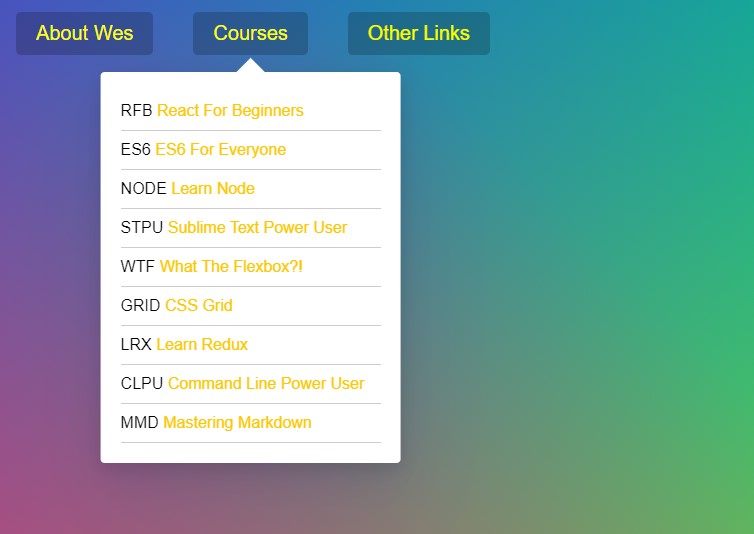 About Wes
Courses
Other Links
RFB React For Beginners
ES6 ES6 For Everyone
NODE Learn Node
STPU Sublime Text Power User
WTF What The Flexbox?!
GRID CSS Grid
LRX Learn Redux
CLPU Command Line Power User
MMD Mastering Markdown